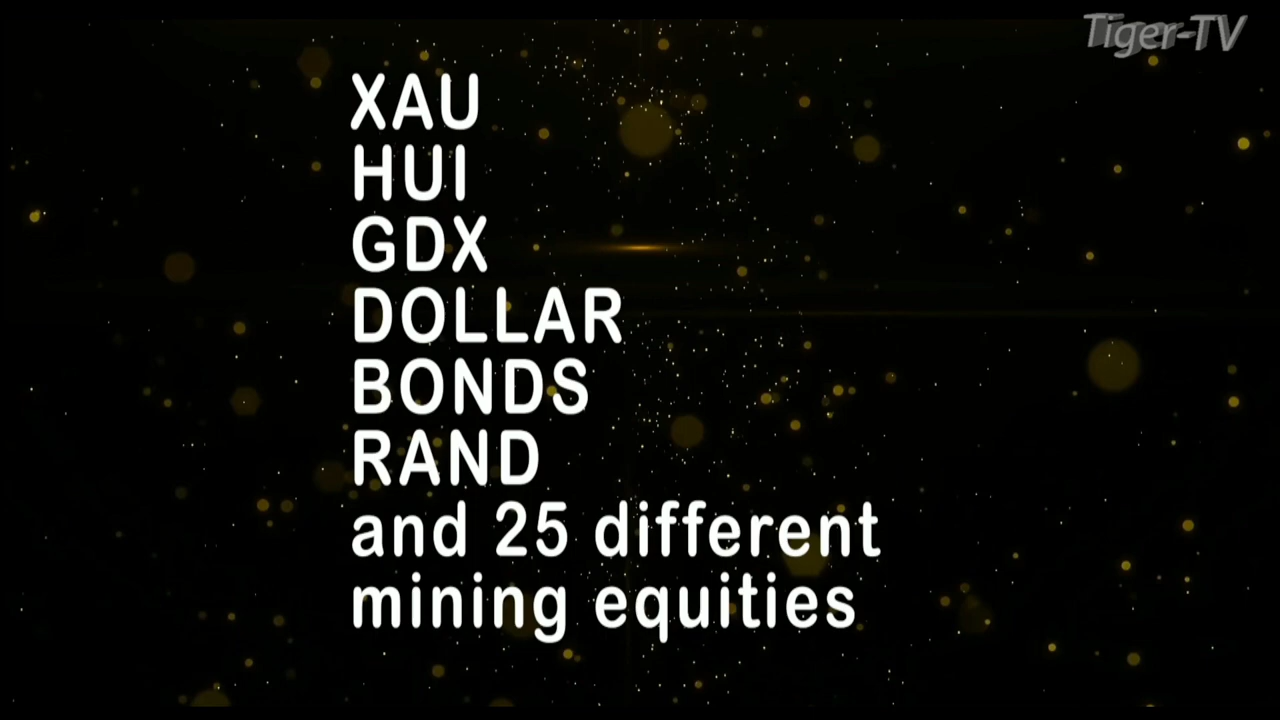 Tiger-TV
XAU
HUI
GDX
DOLLAR
BONDS
RAND
and 25 different
mining equities